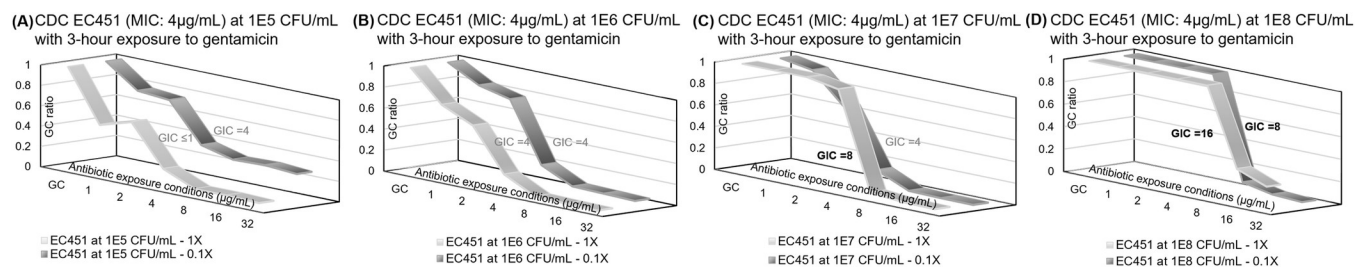 (A) CDC EC451 (MIC: 4µg/mL) at 1E5 CFU/mL
with 3-hour exposure to gentamicin
1
0.8
0.6
0.4
0.2
0
GC ratio
GIC ≤1
GIC =4
Antibiotic exposure conditions (µg/mL)
GC
1
2
4
8
16
32
EC451 at 1E5 CFU/mL - 1X
EC451 at 1E5 CFU/mL - 0.1X
(B) CDC EC451 (MIC: 4µg/mL) at 1E6 CFU/mL
with 3-hour exposure to gentamicin
1
0.8
0.6
0.4
0.2
0
GC ratio
GIC =4
GIC =4
Antibiotic exposure conditions (µg/mL)
GC
1
2
4
8
16
32
EC451 at 1E6 CFU/mL - 1X
EC451 at 1E6 CFU/mL - 0.1X
(C) CDC EC451 (MIC: 4µg/mL) at 1E7 CFU/mL
with 3-hour exposure to gentamicin
1
0.8
0.6
0.4
0.2
0
GC ratio
GIC =8
GIC =4
Antibiotic exposure conditions (µg/mL)
GC
1
2
4
8
16
32
EC451 at 1E7 CFU/mL - 1X
EC451 at 1E7 CFU/mL - 0.1X
(D) CDC EC451 (MIC: 4µg/mL) at 1E8 CFU/mL
with 3-hour exposure to gentamicin
1
0.8
0.6
0.4
0.2
0
GC ratio
GIC =16
GIC =8
Antibiotic exposure conditions (µg/mL)
GC
1
2
4
8
16
32
EC451 at 1E8 CFU/mL - 1X
EC451 at 1E8 CFU/mL - 0.1X